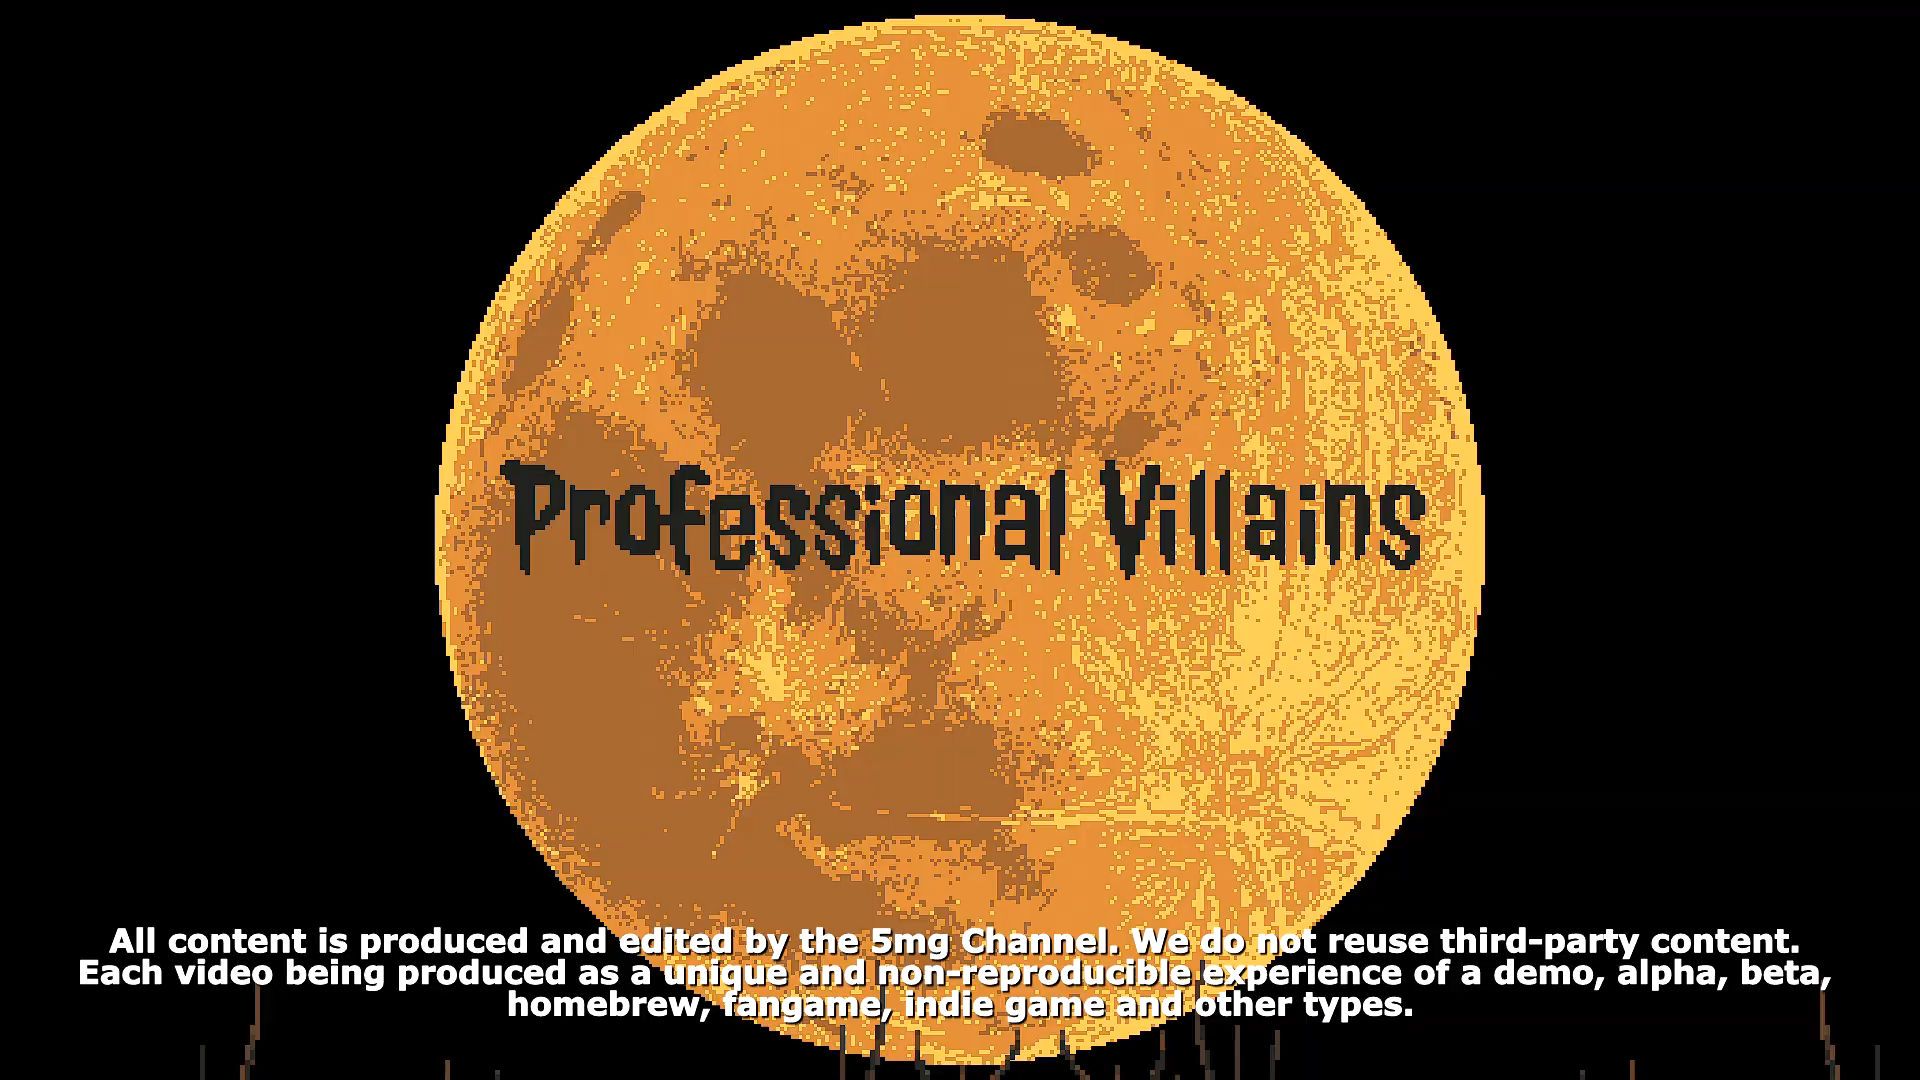 Professional Villains
All content is produced and edited by the 5mg Channel. We do not reuse third-party content.
Each video being produced as a unique and non-reproducible experience of a demo, alpha, beta,
homebrew, fangame, indie game and other types.